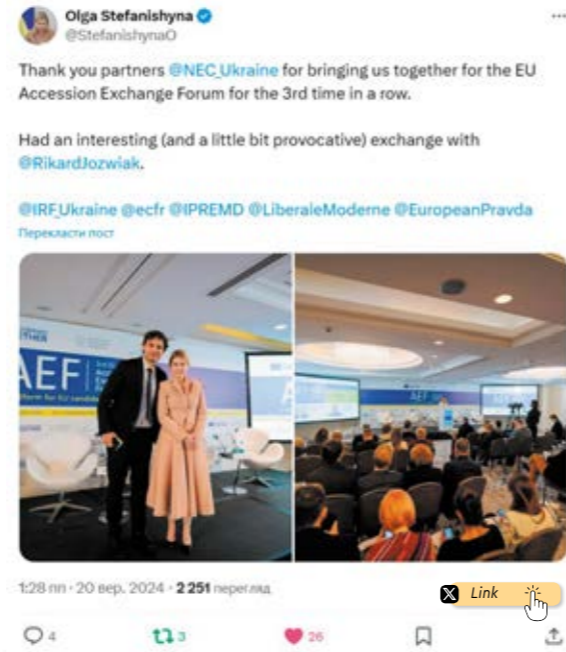 Olga Stefanishyna
@StefanishynaO
Thank you partners @NEC_Ukraine for bringing us together for the EU
Accession Exchange Forum for the 3rd time in a row.
Had an interesting (and a little bit provocative) exchange with
@RikardJozwiak.
@IRF_Ukraine @ecfr @IPREMD @LiberaleModerne @EuropeanPravda
Перекласти пост
AEF
AEF
1:28 пп · 20 вер. 2024 · 2 251 перегляд
X Link
4
3
26